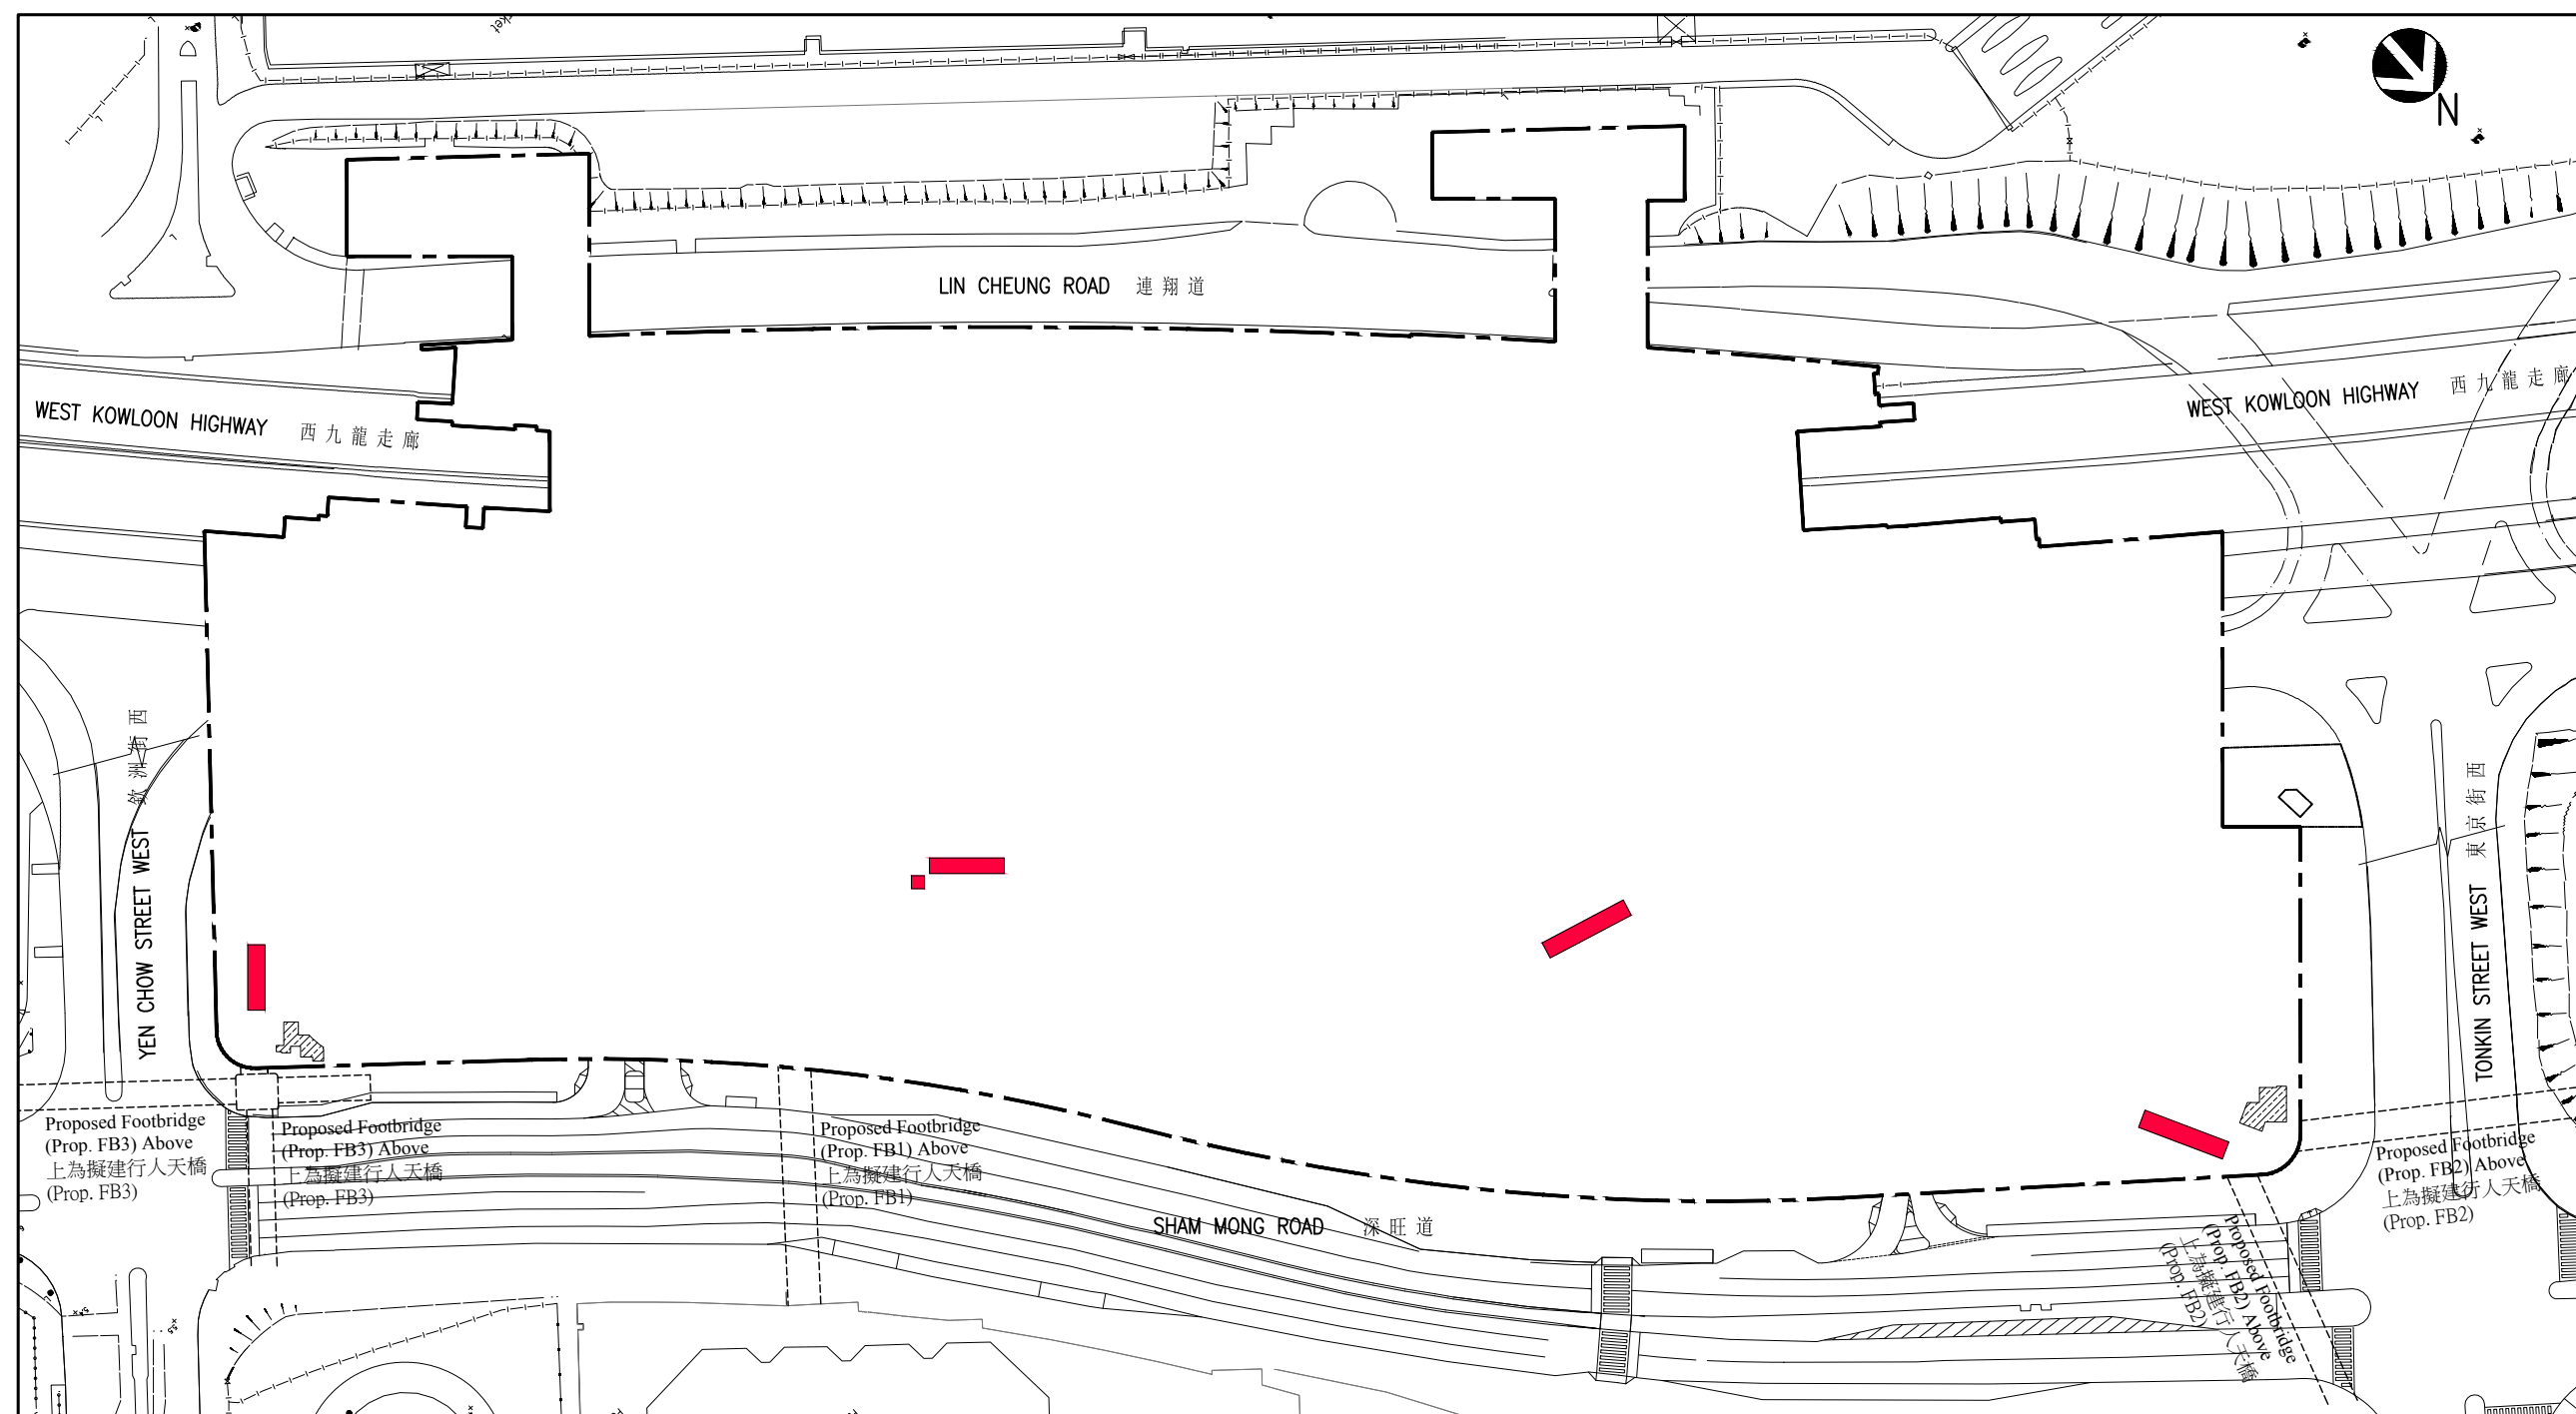 N
LIN CHEUNG ROAD 連翔道
WEST KOWLOON HIGHWAY 西九龍走廊
WEST KOWLOON HIGHWAY 西九龍走廊
YEN CHOW STREET WEST 欽洲街西
TONKIN STREET WEST 東京街西
Proposed Footbridge
(Prop. FB3) Above
上為擬建行人天橋
(Prop. FB3)
Proposed Footbridge
(Prop. FB3) Above
上為擬建行人天橋
(Prop. FB3)
Proposed Footbridge
(Prop. FB1) Above
上為擬建行人天橋
(Prop. FB1)
SHAM MONG ROAD 深旺道
Proposed Footbridge
(Prop. FB2) Above
上為擬建行人天橋
(Prop. FB2)
Proposed Footbridge
(Prop. FB2) Above
上為擬建行人天橋
(Prop. FB2)